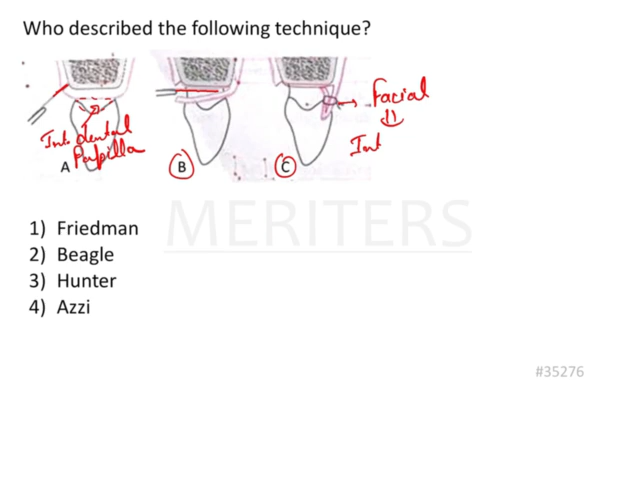 Who described the following technique?
Facial
Int. dental
Papilla
Int
A
B
C
1) Friedman
2) Beagle
3) Hunter
4) Azzi
MERITERS
#35276